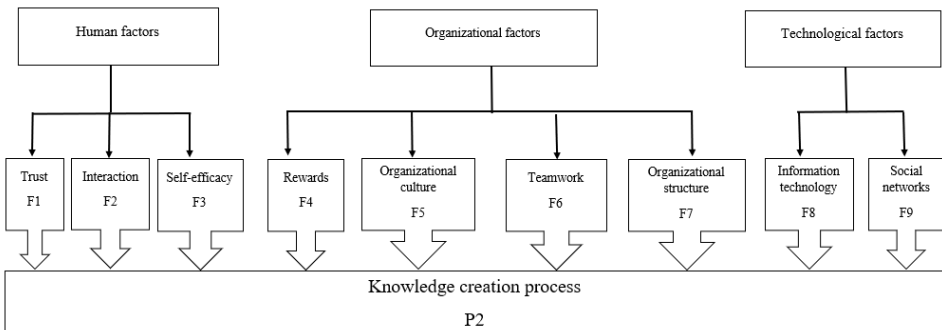 Human factors
Organizational factors
Technological factors
Trust
F1
Interaction
F2
Self-efficacy
F3
Rewards
F4
Organizational
culture
F5
Teamwork
F6
Organizational
structure
F7
Information
technology
F8
Social
networks
F9
Knowledge creation process
P2